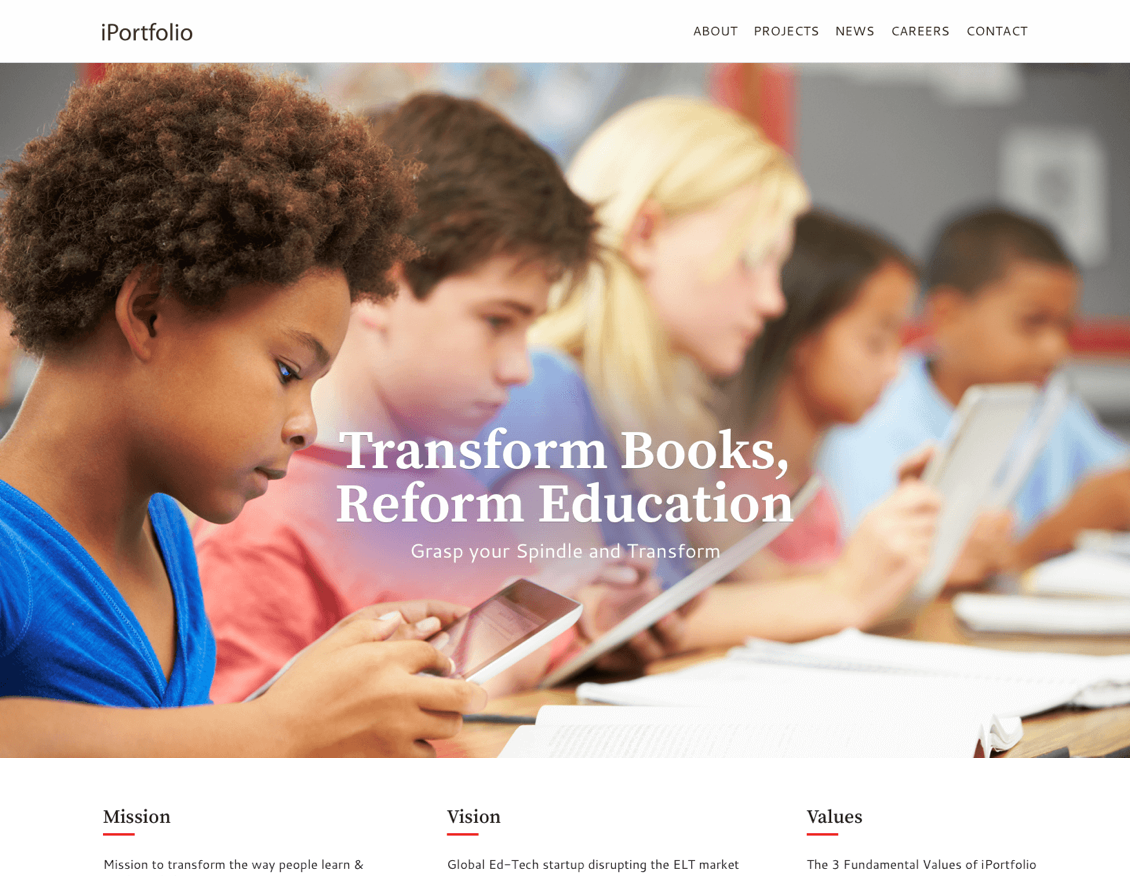 iPortfolio
ABOUT PROJECTS NEWS CAREERS CONTACT
Transform Books,
Reform Education
Grasp your Spindle and Transform
Mission
Vision
Values
Mission to transform the way people learn &
Global Ed-Tech startup disrupting the ELT market
The 3 Fundamental Values of iPortfolio